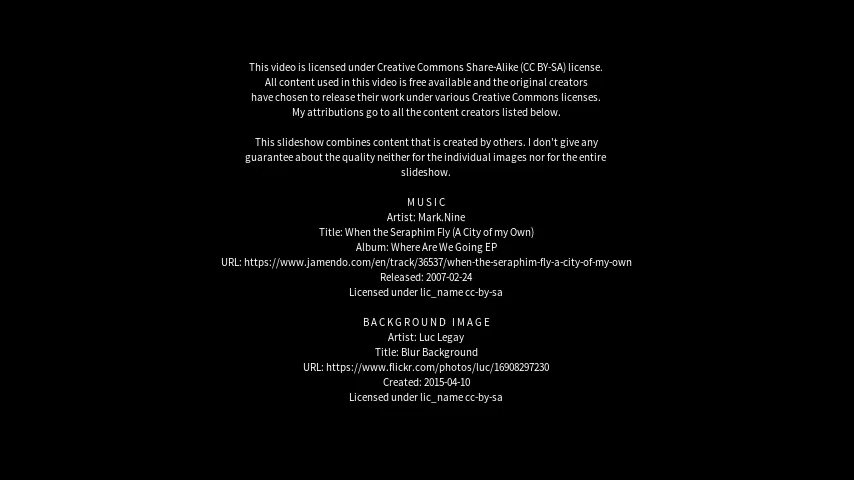 This video is licensed under Creative Commons Share-Alike (CC BY-SA) license.
All content used in this video is free available and the original creators
have chosen to release their work under various Creative Commons licenses.
My attributions go to all the content creators listed below.
This slideshow combines content that is created by others. I don't give any
guarantee about the quality neither for the individual images nor for the entire
slideshow.
MUSIC
Artist: Mark.Nine
Title: When the Seraphim Fly (A City of my Own)
Album: Where Are We Going EP
URL: https://www.jamendo.com/en/track/36537/when-the-seraphim-fly-a-city-of-my-own
Released: 2007-02-24
Licensed under lic_name cc-by-sa
BACKGROUND IMAGE
Artist: Luc Legay
Title: Blur Background
URL: https://www.flickr.com/photos/luc/16908297230
Created: 2015-04-10
Licensed under lic_name cc-by-sa